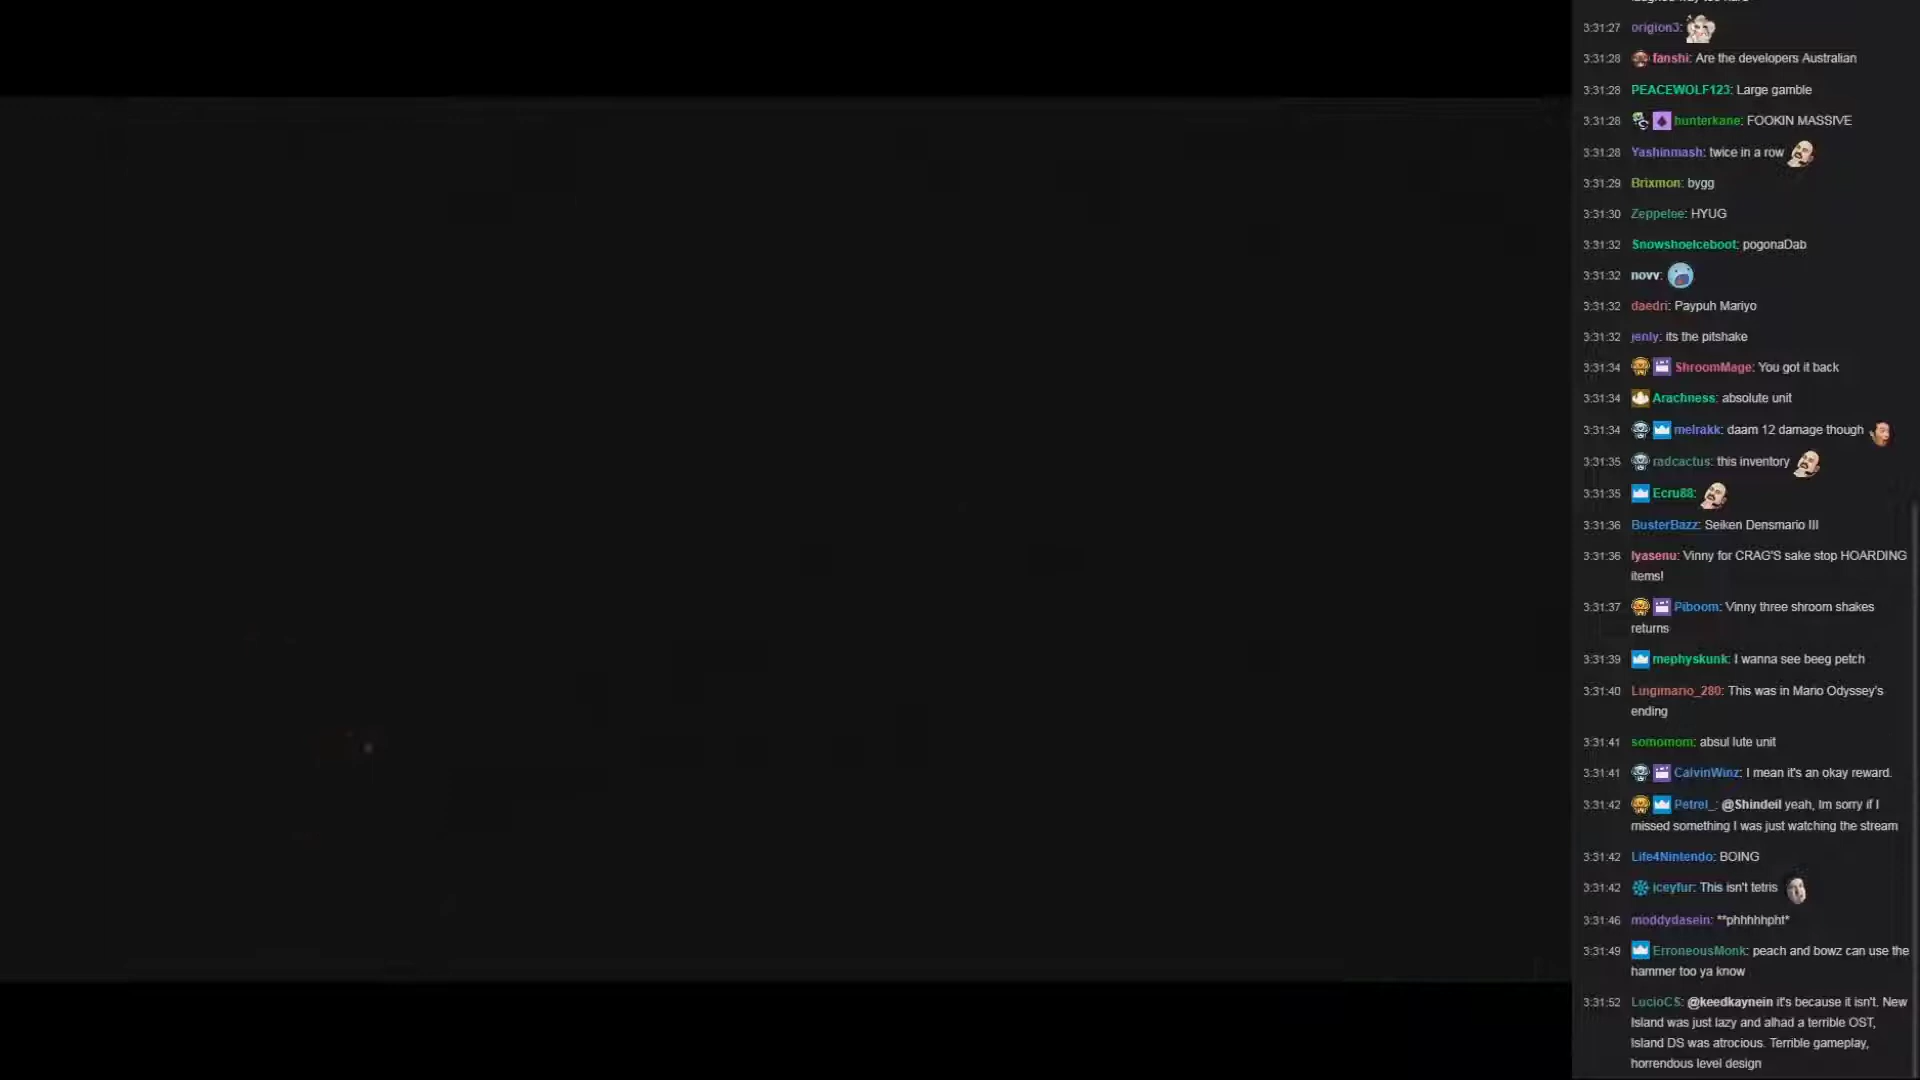 3:31:27 origion3:
3:31:28 fanshi: Are the developers Australian
3:31:28 PEACEWOLF123: Large gamble
3:31:28 hunterkane: FOOKIN MASSIVE
3:31:28 Yashinmash: twice in a row
3:31:29 Brixmon: bygg
3:31:30 Zeppelee: HYUG
3:31:32 SnowshoeIceboot: pogonaDab
3:31:32 novv:
3:31:32 daedri: Paypuh Mariyo
3:31:32 jenly: its the pitshake
3:31:34 ShroomMage: You got it back
3:31:34 Arachness: absolute unit
3:31:34 melrakk: daam 12 damage though
3:31:35 radcactus: this inventory
3:31:35 Ecru88:
3:31:36 BusterBazz: Seiken Densmario III
3:31:36 lyasenu: Vinny for CRAG'S sake stop HOARDING
items!
3:31:37 Piboom: Vinny three shroom shakes
returns
3:31:39 mephyskunk: I wanna see beeg petch
3:31:40 Luigimario_280: This was in Mario Odyssey's
ending
3:31:41 somomom: absul lute unit
3:31:41 CalvinWinz: I mean it's an okay reward.
3:31:42 Petrel_: @Shindeil yeah, Im sorry if I
missed something I was just watching the stream
3:31:42 Life4Nintendo: BOING
3:31:42 iceyfur: This isn't tetris
3:31:46 moddydasein: **phhhhhpht*
3:31:49 ErroneousMonk: peach and bowz can use the
hammer too ya know
3:31:52 LucioCS: @keedkaynein it's because it isn't. New
Island was just lazy and alhad a terrible OST,
Island DS was atrocious. Terrible gameplay,
horrendous level design